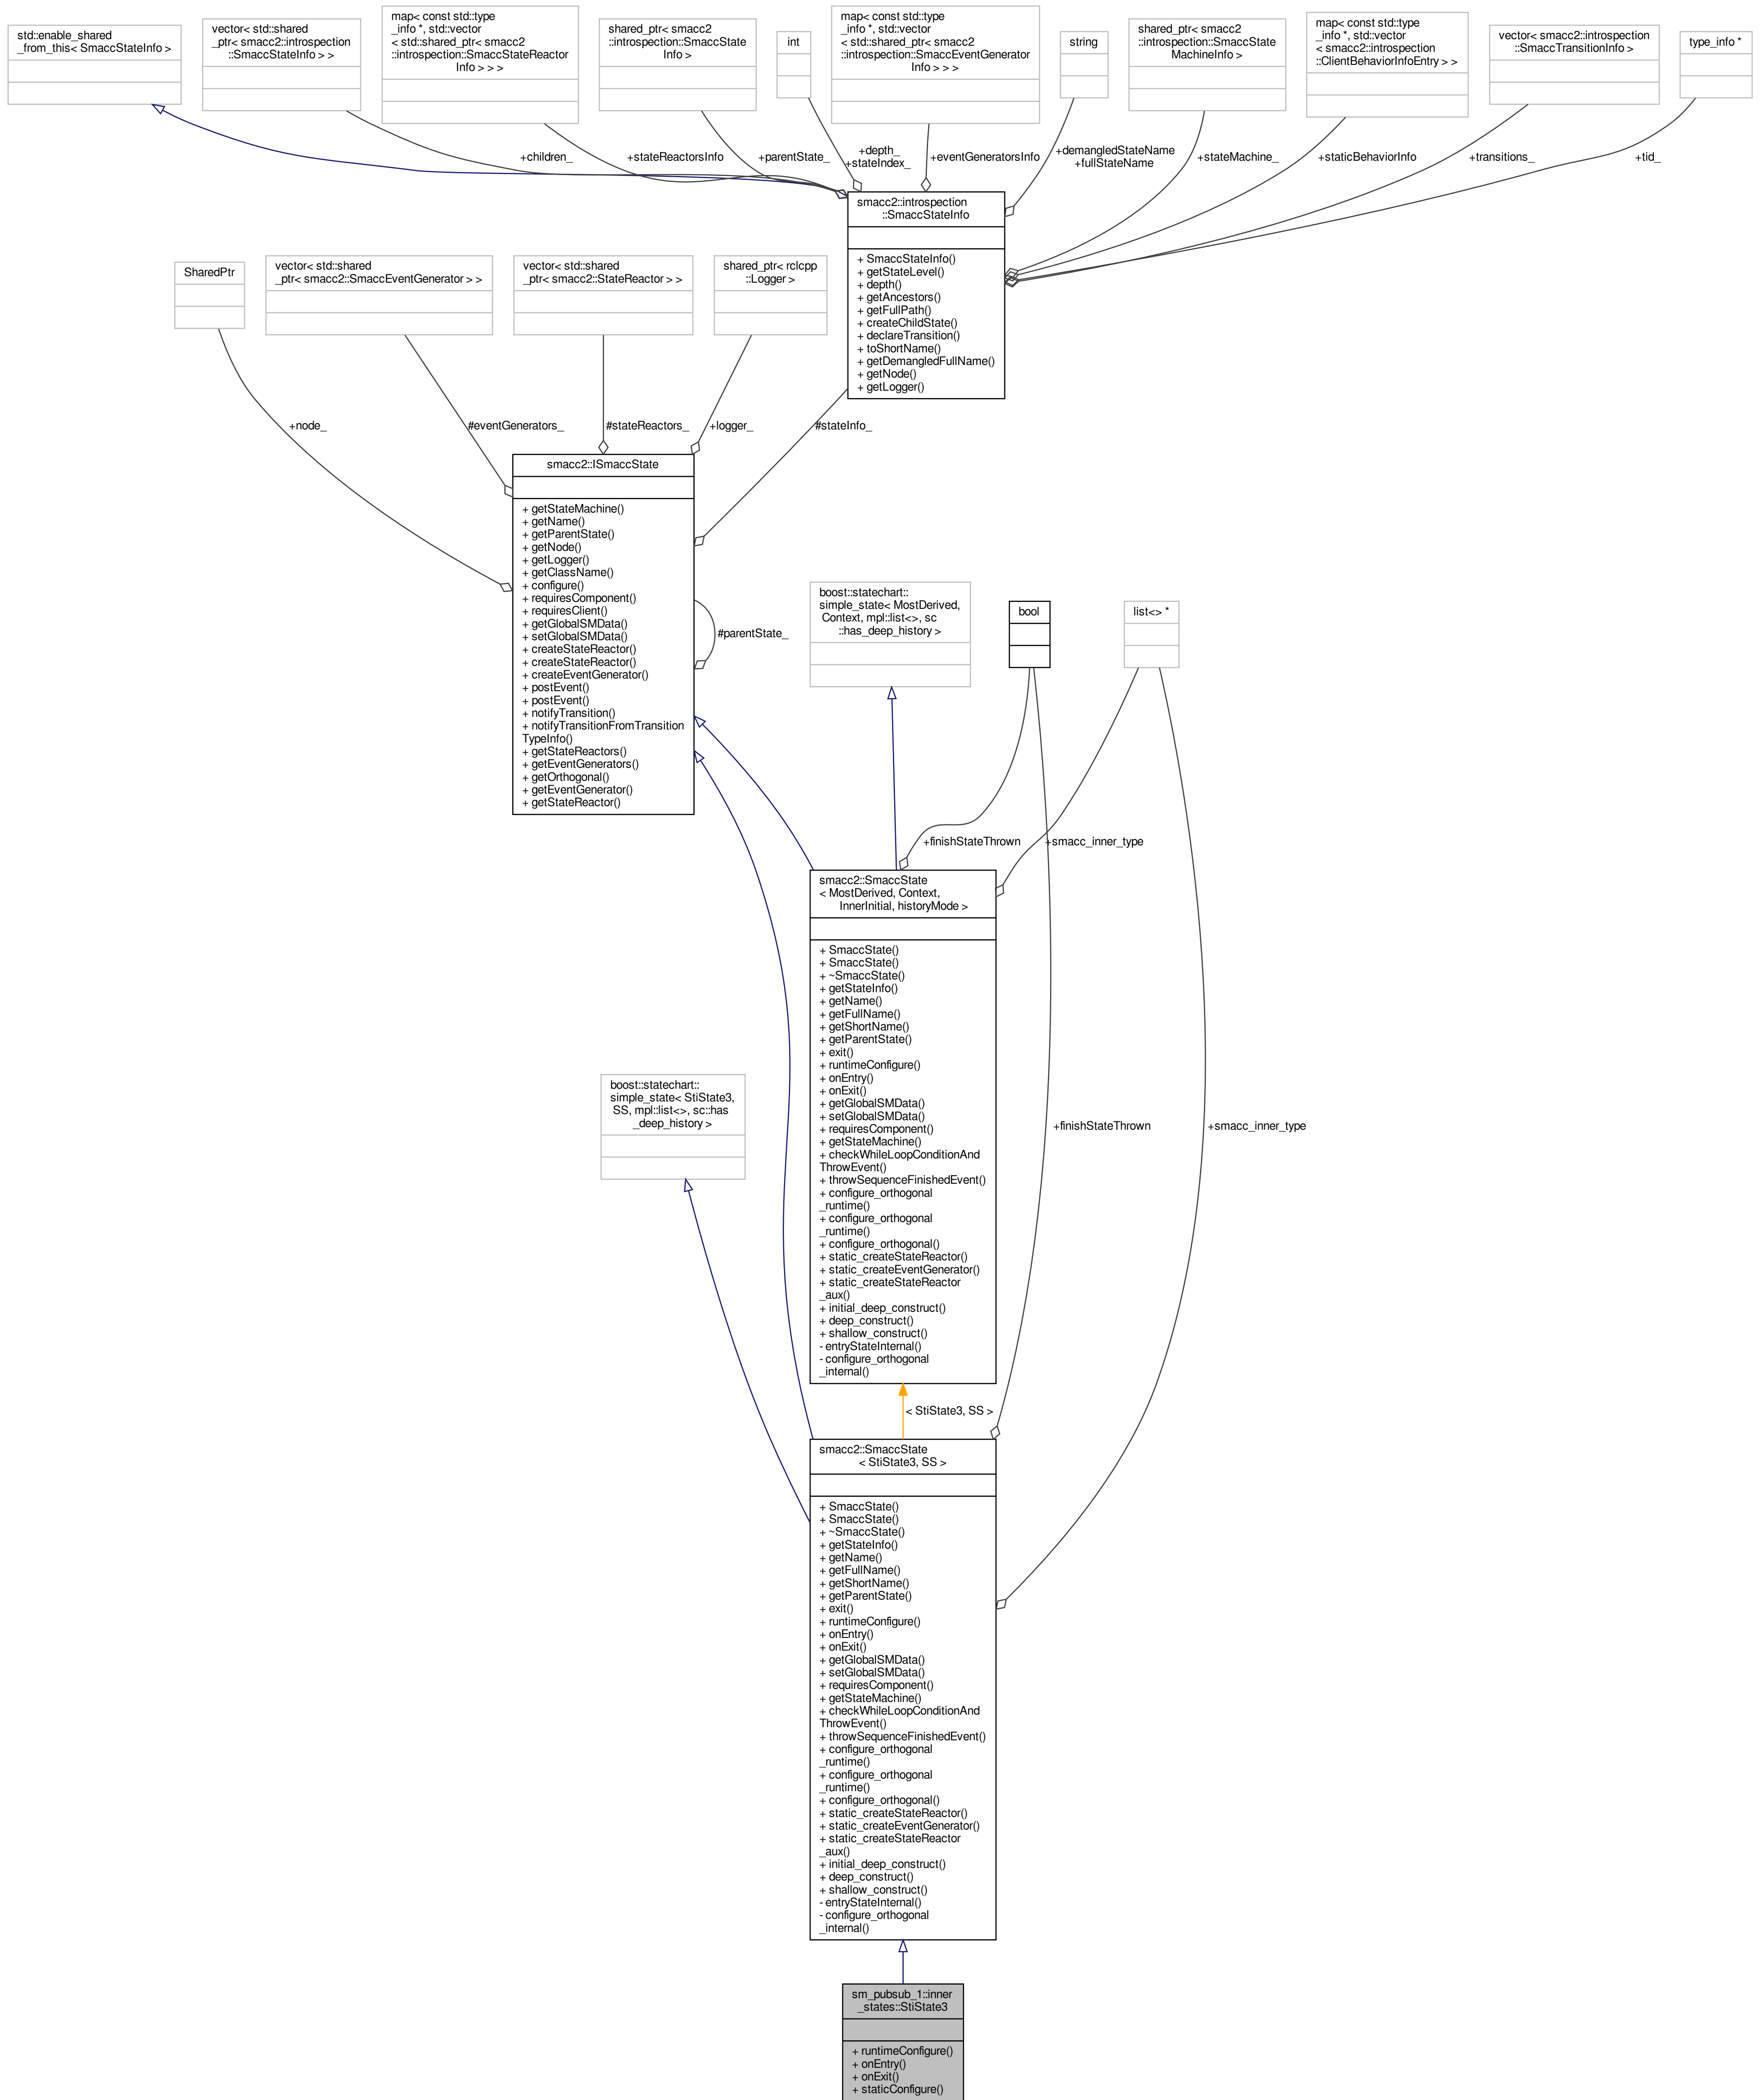 std::enable_shared
_from_this< SmaccStateInfo >
vector< std::shared
_ptr< smacc2::introspection
::SmaccStateInfo > >
map< const std::type
_info *, std::vector
< std::shared_ptr< smacc2
::introspection::SmaccStateReactor
Info > > >
shared_ptr< smacc2
::introspection::SmaccState
Info >
int
map< const std::type
_info *, std::vector
< std::shared_ptr< smacc2
::introspection::SmaccEventGenerator
Info > > >
string
shared_ptr< smacc2
::introspection::SmaccState
MachineInfo >
map< const std::type
_info *, std::vector
< smacc2::introspection
::ClientBehaviorInfoEntry > >
vector< smacc2::introspection
::SmaccTransitionInfo >
type_info *
+children_
+stateReactorsInfo
+parentState_
+depth_
+stateIndex_
+eventGeneratorsInfo
+demangledStateName
+fullStateName
+stateMachine_
+staticBehaviorInfo
+transitions_
+tid_
smacc2::introspection
::SmaccStateInfo
+ SmaccStateInfo()
+ getStateLevel()
+ depth()
+ getAncestors()
+ getFullPath()
+ createChildState()
+ declareTransition()
+ toShortName()
+ getDemangledFullName()
+ getNode()
+ getLogger()
SharedPtr
vector< std::shared
_ptr< smacc2::SmaccEventGenerator > >
vector< std::shared
_ptr< smacc2::StateReactor > >
shared_ptr< rclcpp
::Logger >
+node_
#eventGenerators_
#stateReactors_
+logger_
#stateInfo_
smacc2::ISmaccState
+ getStateMachine()
+ getName()
+ getParentState()
+ getNode()
+ getLogger()
+ getClassName()
+ configure()
+ requiresComponent()
+ requiresClient()
+ getGlobalSMData()
+ setGlobalSMData()
+ createStateReactor()
+ createStateReactor()
+ createEventGenerator()
+ postEvent()
+ postEvent()
+ notifyTransition()
+ notifyTransitionFromTransition
TypeInfo()
+ getStateReactors()
+ getEventGenerators()
+ getOrthogonal()
+ getEventGenerator()
+ getStateReactor()
#parentState_
boost::statechart::
simple_state< MostDerived,
Context, mpl::list<>, sc
::has_deep_history >
bool
list<> *
+finishStateThrown
+smacc_inner_type
smacc2::SmaccState
< MostDerived, Context,
InnerInitial, historyMode >
+ SmaccState()
+ SmaccState()
+ ~SmaccState()
+ getStateInfo()
+ getName()
+ getFullName()
+ getShortName()
+ getParentState()
+ exit()
+ runtimeConfigure()
+ onEntry()
+ onExit()
+ getGlobalSMData()
+ setGlobalSMData()
+ requiresComponent()
+ getStateMachine()
+ checkWhileLoopConditionAnd
ThrowEvent()
+ throwSequenceFinishedEvent()
+ configure_orthogonal
_runtime()
+ configure_orthogonal
_runtime()
+ configure_orthogonal()
+ static_createStateReactor()
+ static_createEventGenerator()
+ static_createStateReactor
_aux()
+ initial_deep_construct()
+ deep_construct()
+ shallow_construct()
- entryStateInternal()
- configure_orthogonal
_internal()
boost::statechart::
simple_state< StiState3,
SS, mpl::list<>, sc::has
_deep_history >
+finishStateThrown
+smacc_inner_type
< StiState3, SS >
smacc2::SmaccState
< StiState3, SS >
+ SmaccState()
+ SmaccState()
+ ~SmaccState()
+ getStateInfo()
+ getName()
+ getFullName()
+ getShortName()
+ getParentState()
+ exit()
+ runtimeConfigure()
+ onEntry()
+ onExit()
+ getGlobalSMData()
+ setGlobalSMData()
+ requiresComponent()
+ getStateMachine()
+ checkWhileLoopConditionAnd
ThrowEvent()
+ throwSequenceFinishedEvent()
+ configure_orthogonal
_runtime()
+ configure_orthogonal
_runtime()
+ configure_orthogonal()
+ static_createStateReactor()
+ static_createEventGenerator()
+ static_createStateReactor
_aux()
+ initial_deep_construct()
+ deep_construct()
+ shallow_construct()
- entryStateInternal()
- configure_orthogonal
_internal()
sm_pubsub_1::inner
_states::StiState3
+ runtimeConfigure()
+ onEntry()
+ onExit()
+ staticConfigure()